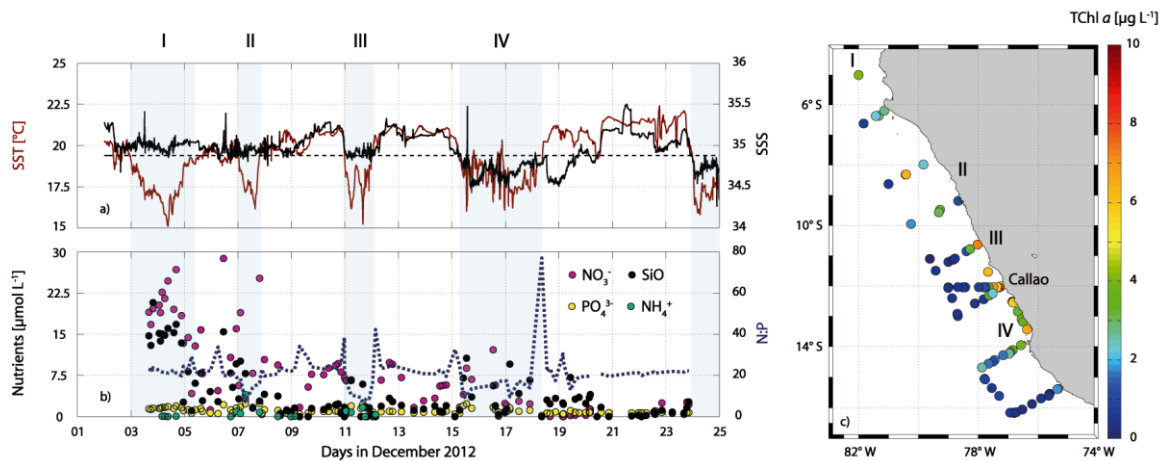 I II III IV
25 36
22.5 35.5
20 35
17.5 34.5
15 34
SST [°C]
SSS
a)
30 80
22.5 60
15 40
7.5 20
0 0
Nutrients [µmol L⁻¹]
N:P
NO₃⁻ SiO
PO₄³⁻ NH₄⁺
b)
01 03 05 07 09 11 13 15 17 19 21 23 25
Days in December 2012
TChl a [µg L⁻¹]
I
II
III
Callao
IV
6°S
10°S
14°S
82°W 78°W 74°W
c)
10
8
6
4
2
0